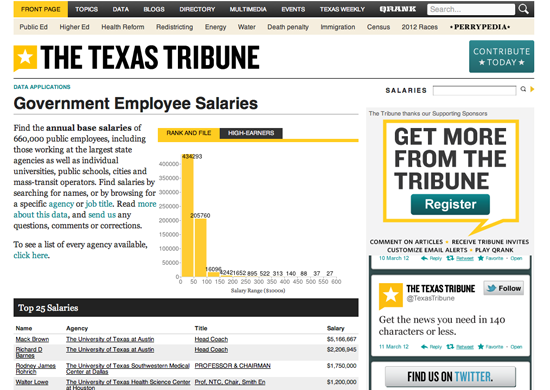 FRONT PAGE TOPICS DATA BLOGS DIRECTORY MULTIMEDIA EVENTS TEXAS WEEKLY QRANK Search...
Public Ed Higher Ed Health Reform Redistricting Energy Water Death penalty Immigration Census 2012 Races • PERRYPEDIA •
THE TEXAS TRIBUNE
CONTRIBUTE
★ TODAY ★
DATA APPLICATIONS
SALARIES
Government Employee Salaries
Find the annual base salaries of
660,000 public employees, including
those working at the largest state
agencies as well as individual
universities, public schools, cities and
mass-transit operators. Find salaries by
searching for names, or by browsing for
a specific agency or job title. Read more
about this data, and send us any
questions, comments or corrections.
To see a list of every agency available,
click here.
RANK AND FILE HIGH-EARNERS
400000
350000
300000
250000
200000
150000
100000
50000
0
434293
205760
16096 4242 1652 895 522 313 140 88 37 27
0 50 100 150 200 250 300 350 400 450 500 550 600
Salary Range ($1000s)
The Tribune thanks our Supporting Sponsors
GET MORE
FROM THE
TRIBUNE
Register
COMMENT ON ARTICLES • RECEIVE TRIBUNE INVITES
CUSTOMIZE EMAIL ALERTS • PLAY QRANK
10 March 12 Reply Retweet Favorite · Open
THE TEXAS TRIBUNE
@TexasTribune
Follow
Get the news you need in 140
characters or less.
FIND US ON TWITTER.
Top 25 Salaries
Name Agency Title Salary
Mack Brown The University of Texas at Austin Head Coach $5,166,667
Richard D Barnes The University of Texas at Austin Head Coach $2,206,945
Rodney James Rohrich The University of Texas Southwestern Medical Center at Dallas PROFESSOR & CHAIRMAN $1,750,000
Walter Lowe The University of Texas Health Science Center at Houston Prof, NTC, Chair, Smith En $1,200,000